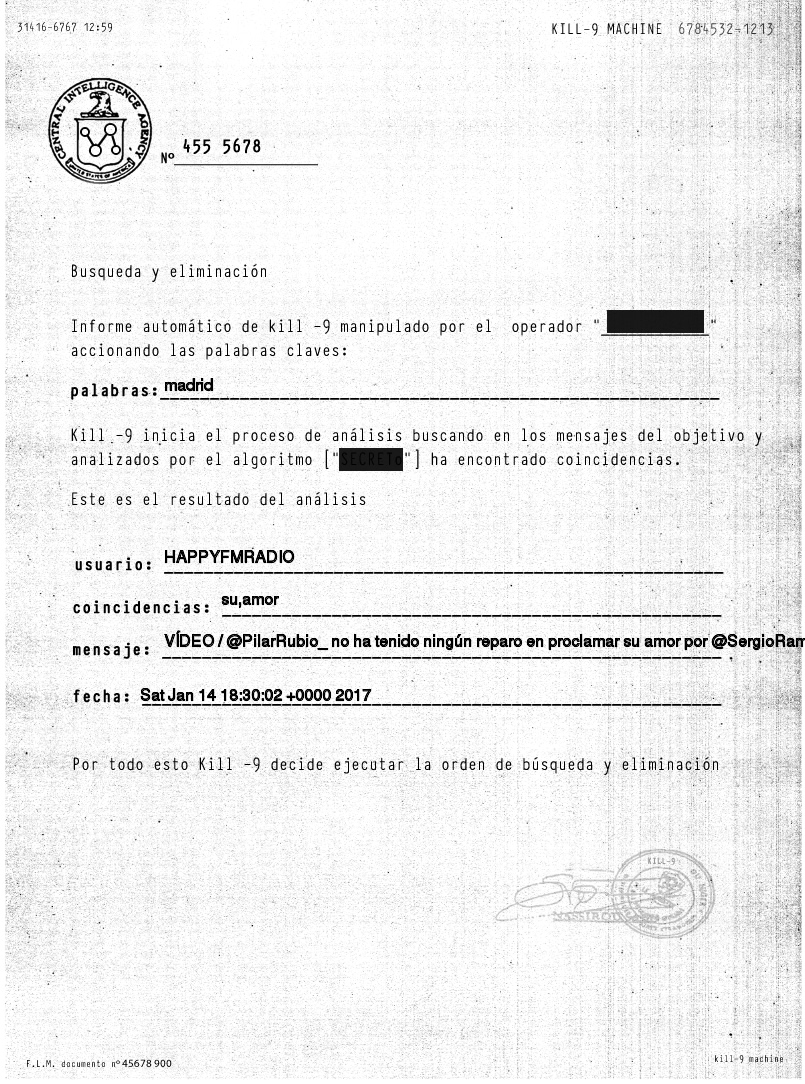 31416-6767 12:59
KILL-9 MACHINE 6784532-1213
CENTRAL INTELLIGENCE AGENCY
UNITED STATES OF AMERICA
Nº 455 5678
Busqueda y eliminación
Informe automático de kill -9 manipulado por el operador " "
accionando las palabras claves:
palabras: madrid
Kill -9 inicia el proceso de análisis buscando en los mensajes del objetivo y
analizados por el algoritmo ["SECRETo"] ha encontrado coincidencias.
Este es el resultado del análisis
usuario: HAPPYFMRADIO
coincidencias: su,amor
mensaje: VÍDEO / @PilarRubio_ no ha tenido ningún reparo en proclamar su amor por @SergioRam
fecha: Sat Jan 14 18:30:02 +0000 2017
Por todo esto Kill -9 decide ejecutar la orden de búsqueda y eliminación
KILL-9
F.L.M. documento nº 45678 900
kill-9 machine